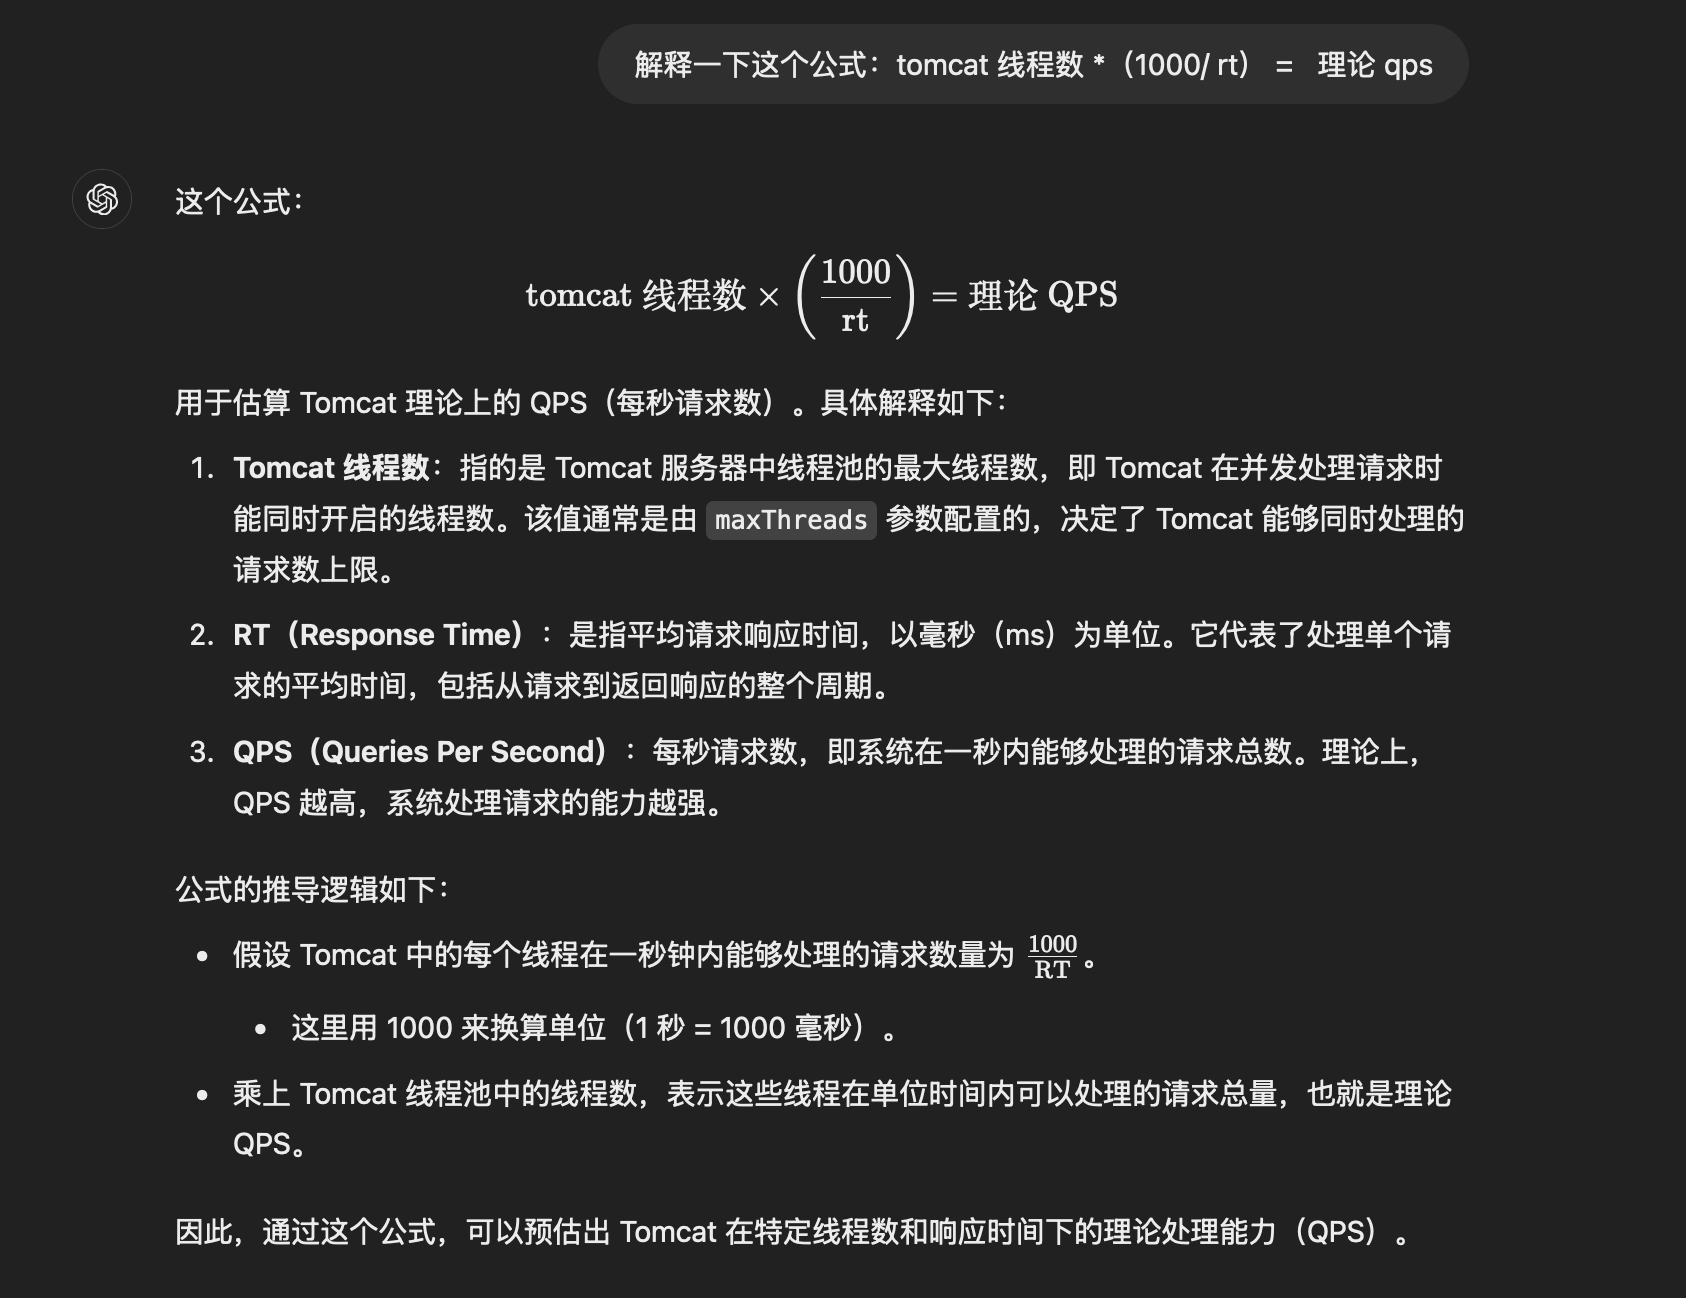 解释一下这个公式：tomcat 线程数 *（1000/ rt） = 理论 qps
这个公式：
tomcat 线程数 × (1000/rt) = 理论 QPS
用于估算 Tomcat 理论上的 QPS（每秒请求数）。具体解释如下：
1. Tomcat 线程数：指的是 Tomcat 服务器中线程池的最大线程数，即 Tomcat 在并发处理请求时
能同时开启的线程数。该值通常是由 maxThreads 参数配置的，决定了 Tomcat 能够同时处理的
请求数上限。
2. RT（Response Time）：是指平均请求响应时间，以毫秒（ms）为单位。它代表了处理单个请
求的平均时间，包括从请求到返回响应的整个周期。
3. QPS（Queries Per Second）：每秒请求数，即系统在一秒内能够处理的请求总数。理论上，
QPS 越高，系统处理请求的能力越强。
公式的推导逻辑如下：
• 假设 Tomcat 中的每个线程在一秒钟内能够处理的请求数量为 1000/RT。
• 这里用 1000 来换算单位（1 秒 = 1000 毫秒）。
• 乘上 Tomcat 线程池中的线程数，表示这些线程在单位时间内可以处理的请求总量，也就是理论
QPS。
因此，通过这个公式，可以预估出 Tomcat 在特定线程数和响应时间下的理论处理能力（QPS）。